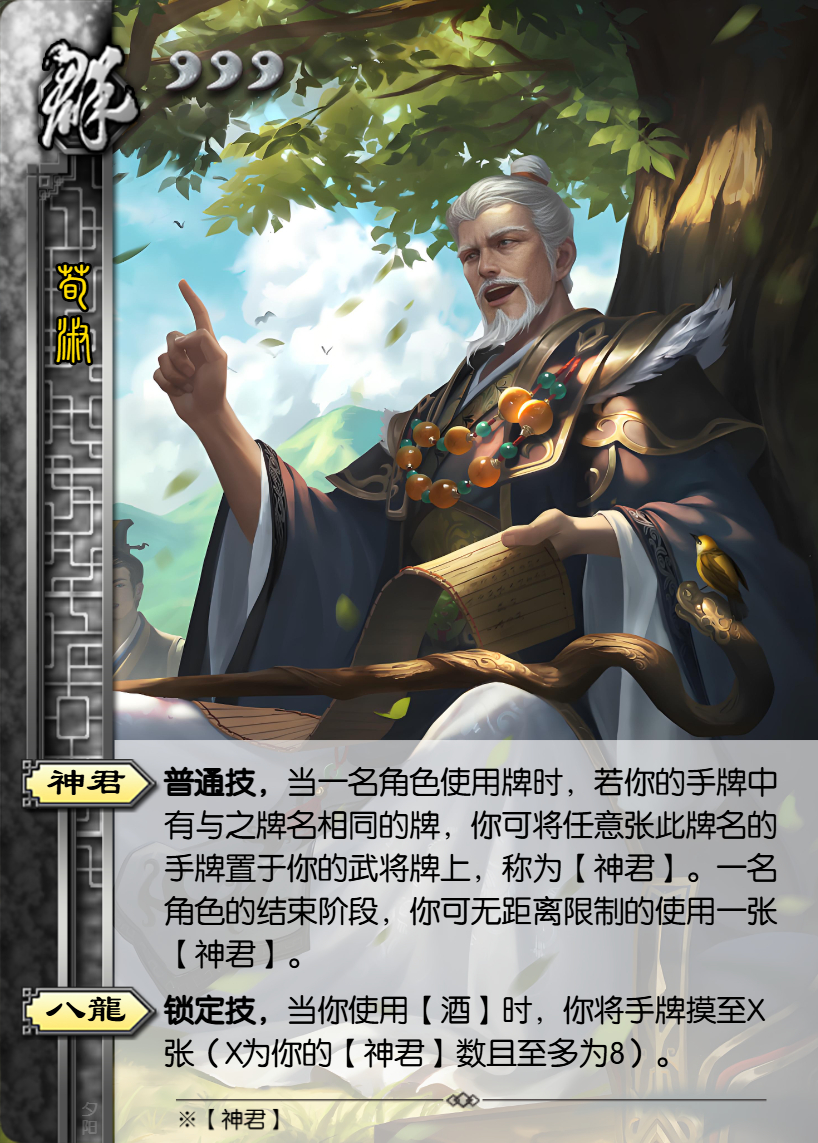 群
999
荀淑
神君
普通技，当一名角色使用牌时，若你的手牌中
有与之牌名相同的牌，你可将任意张此牌名的
手牌置于你的武将牌上，称为【神君】。一名
角色的结束阶段，你可无距离限制的使用一张
【神君】。
八龍
锁定技，当你使用【酒】时，你将手牌摸至X
张（X为你的【神君】数且至多为8）。
※【神君】
夕阳